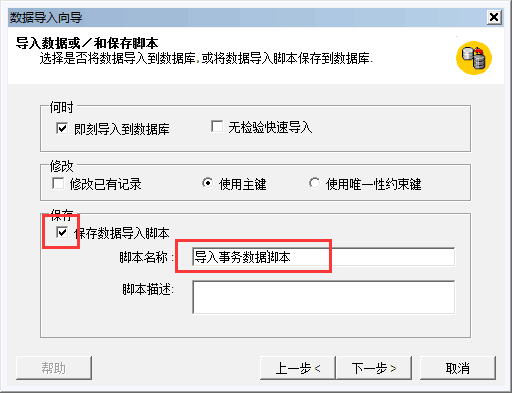 数据导入向导
导入数据或／和保存脚本
选择是否将数据导入到数据库,或将数据导入脚本保存到数据库.
何时
即刻导入到数据库
无检验快速导入
修改
修改已有记录
使用主键
使用唯一性约束键
保存
保存数据导入脚本
脚本名称:
导入事务数据脚本
脚本描述:
帮助
上一步<
下一步>
取消